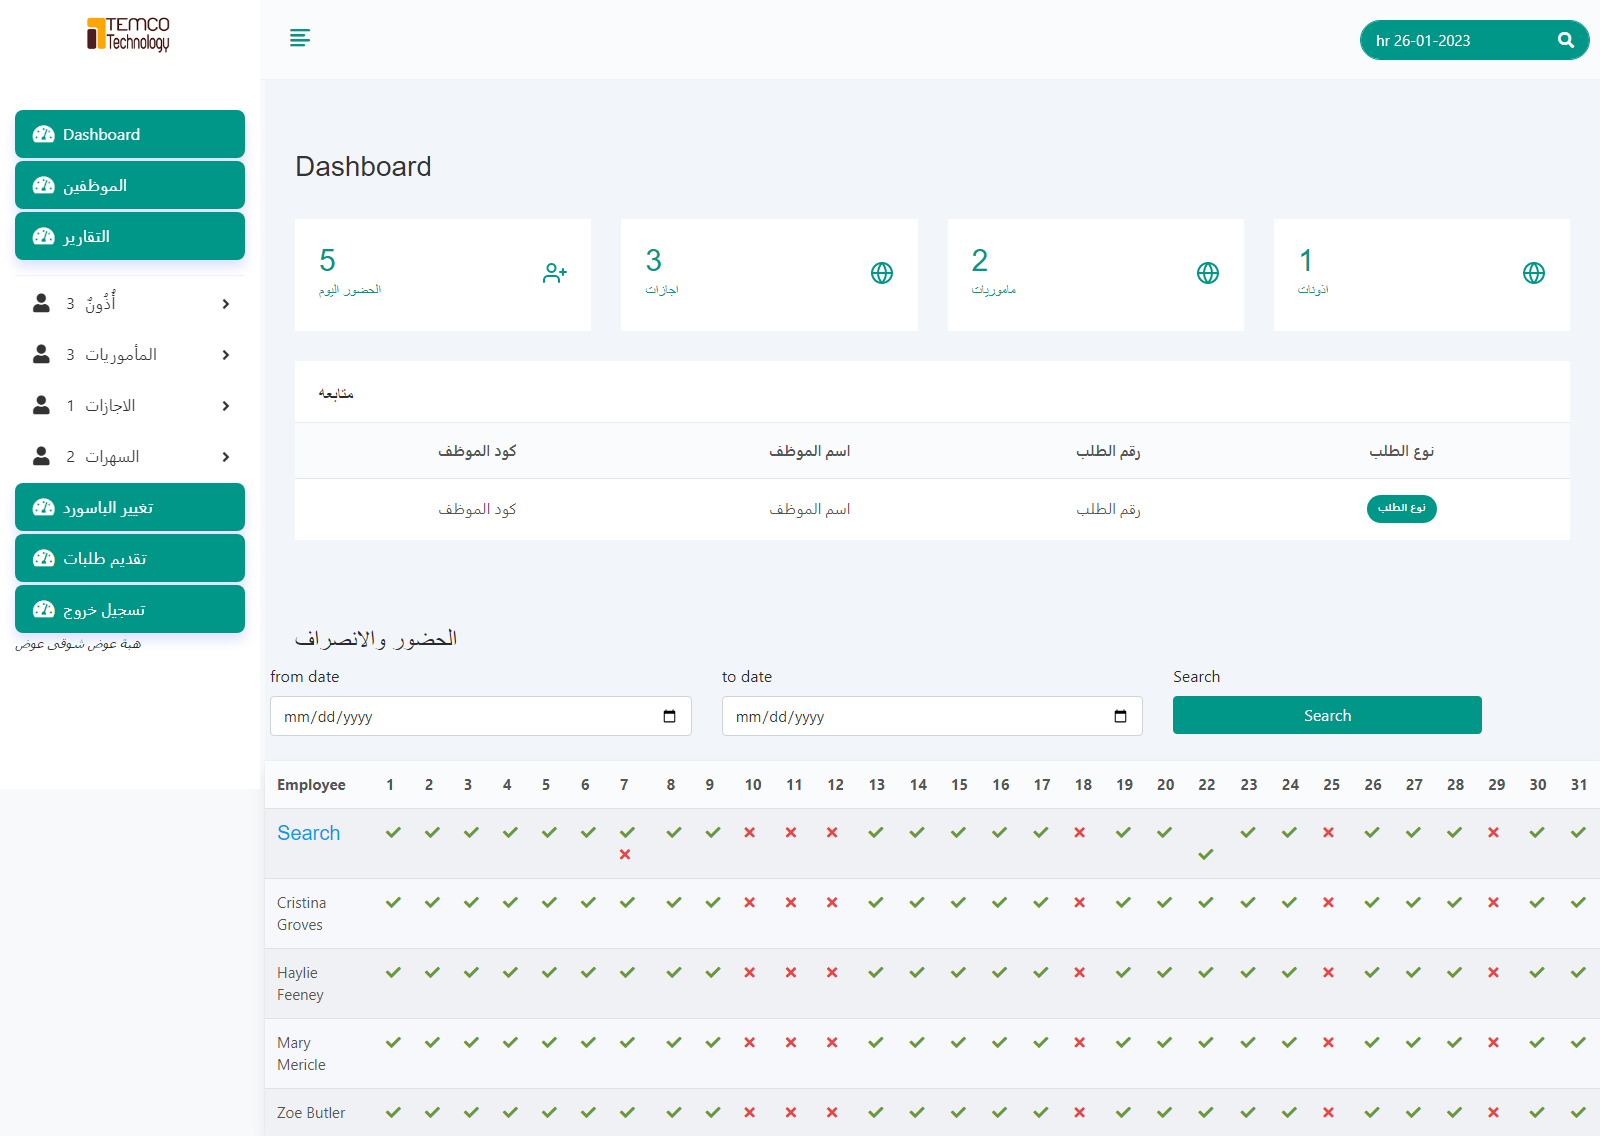 TEMCO
Technology
hr 26-01-2023
Dashboard
الموظفين
التقارير
3 أُذُونٌ
3 المأموريات
1 الاجازات
2 السهرات
تغيير الباسورد
تقديم طلبات
تسجيل خروج
هبة عوض شوقى عوض
Dashboard
5
الحضور اليوم
3
اجازات
2
ماموريات
1
اذونات
متابعه
كود الموظف اسم الموظف رقم الطلب نوع الطلب
كود الموظف اسم الموظف رقم الطلب نوع الطلب
الحضور والانصراف
from date to date Search
mm/dd/yyyy mm/dd/yyyy Search
Employee 1 2 3 4 5 6 7 8 9 10 11 12 13 14 15 16 17 18 19 20 22 23 24 25 26 27 28 29 30 31
Search
Cristina
Groves
Haylie
Feeney
Mary
Mericle
Zoe Butler